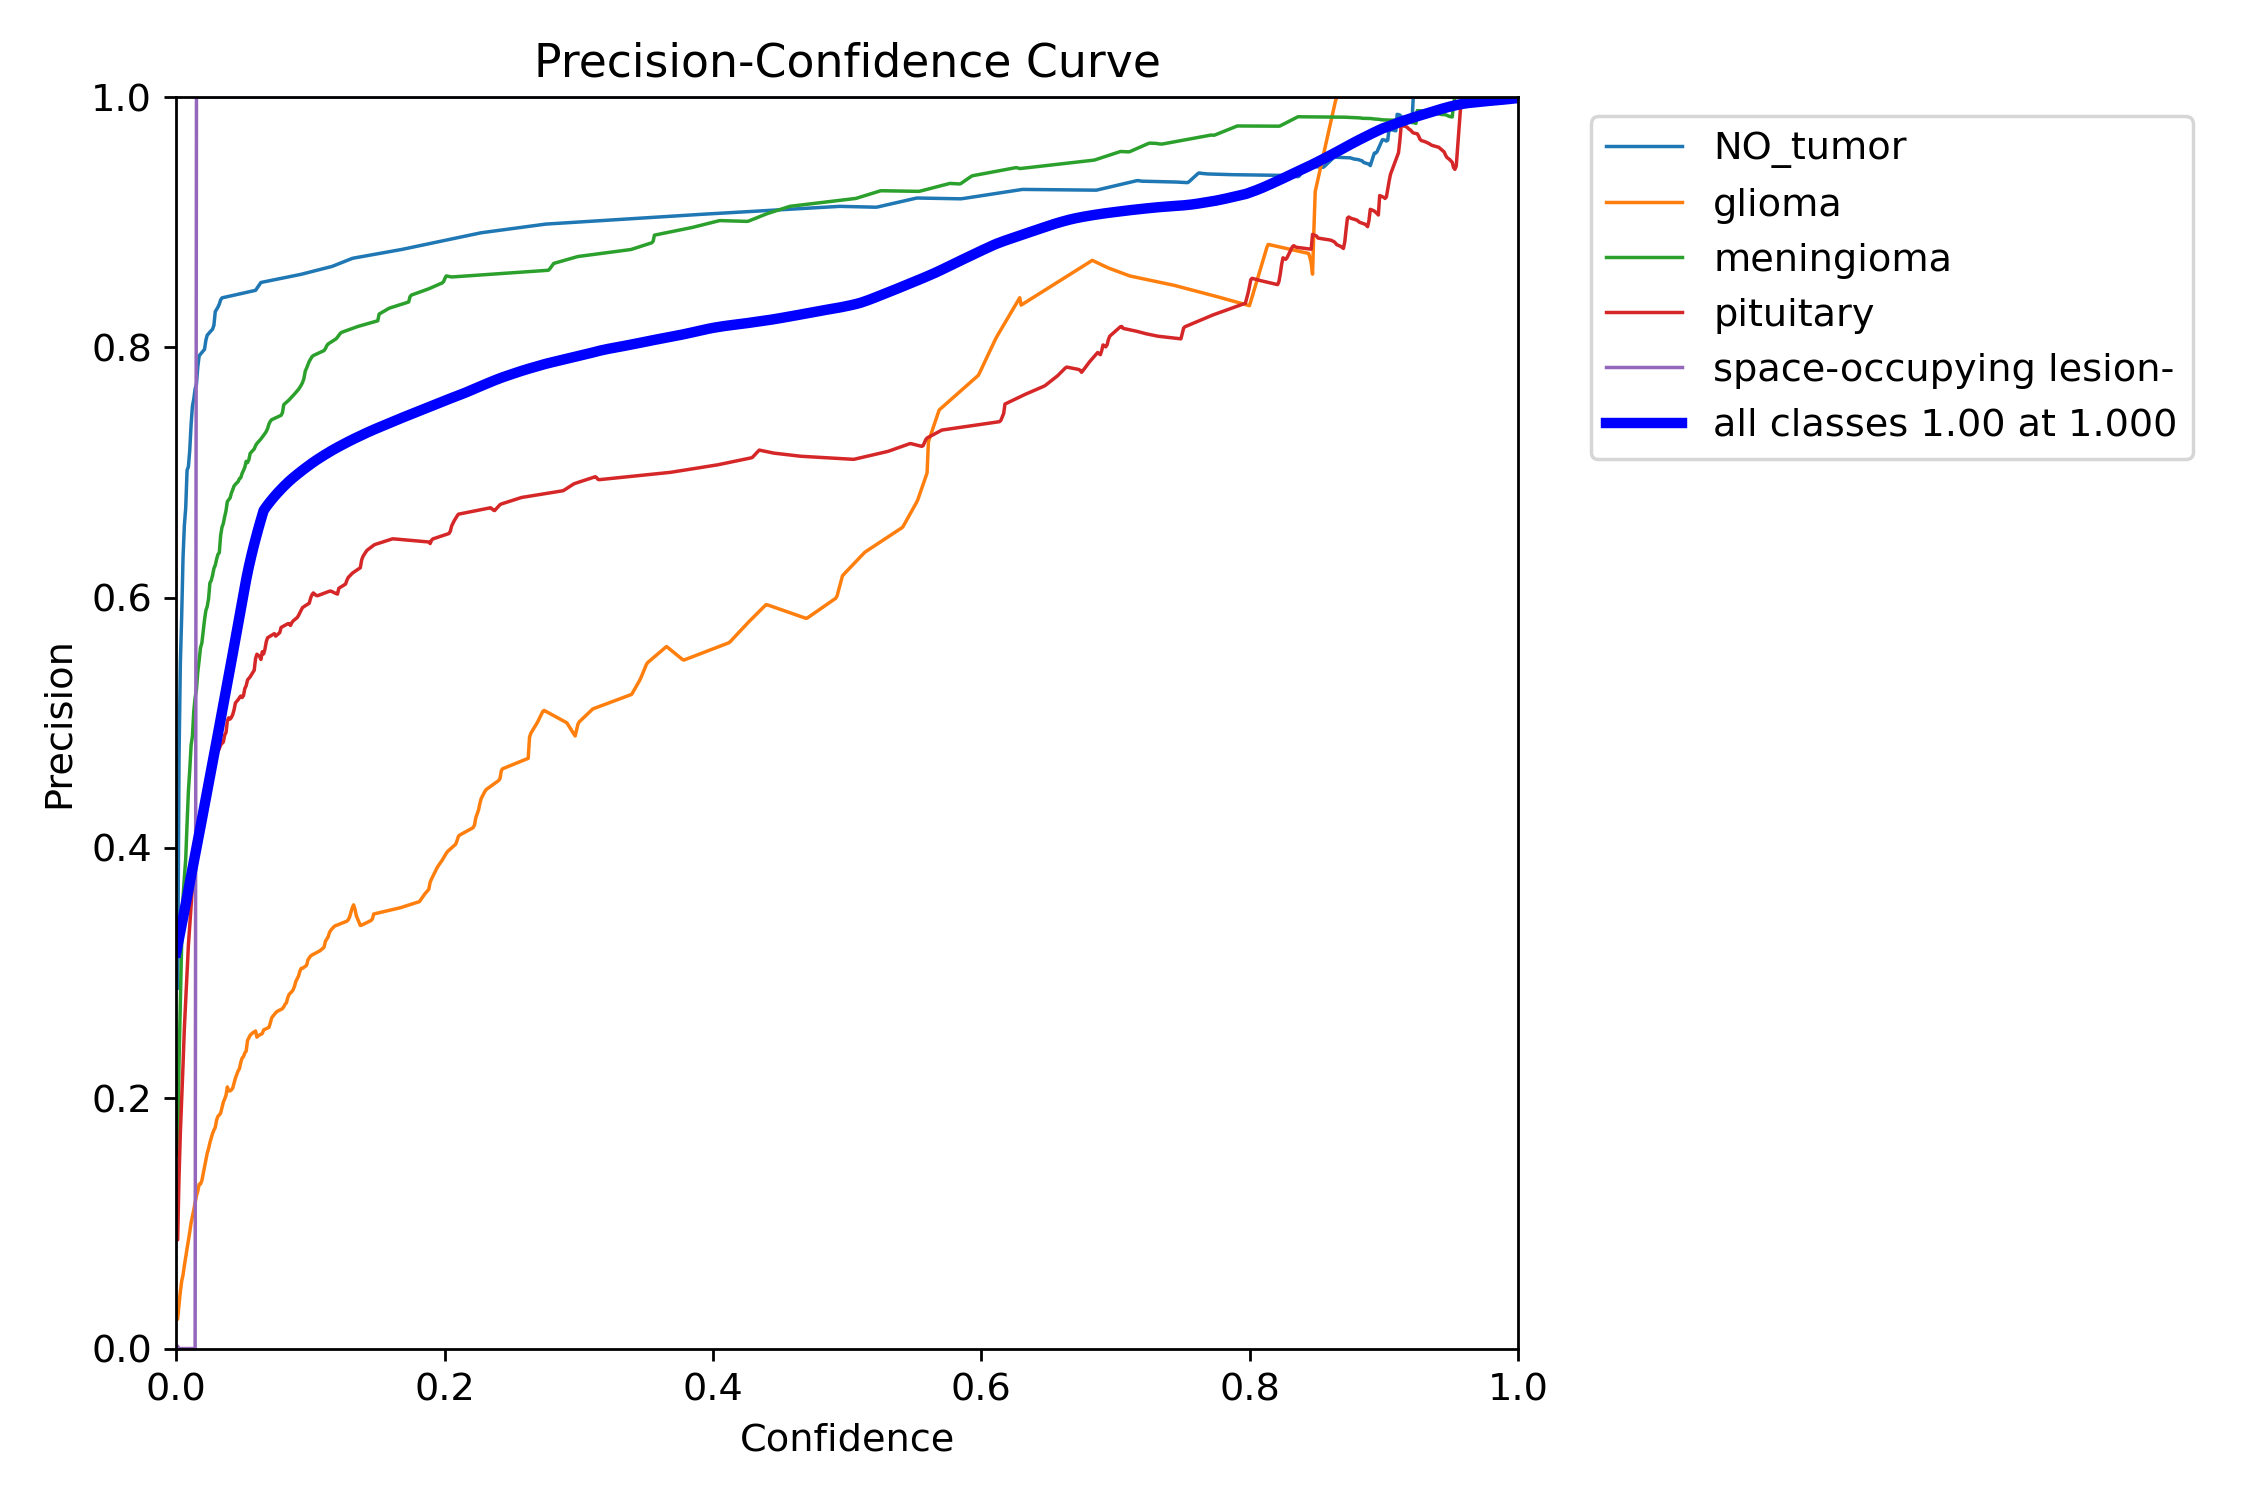 Precision-Confidence Curve
1.0
0.8
0.6
0.4
0.2
0.0
Precision
0.0 0.2 0.4 0.6 0.8 1.0
Confidence
NO_tumor
glioma
meningioma
pituitary
space-occupying lesion-
all classes 1.00 at 1.000